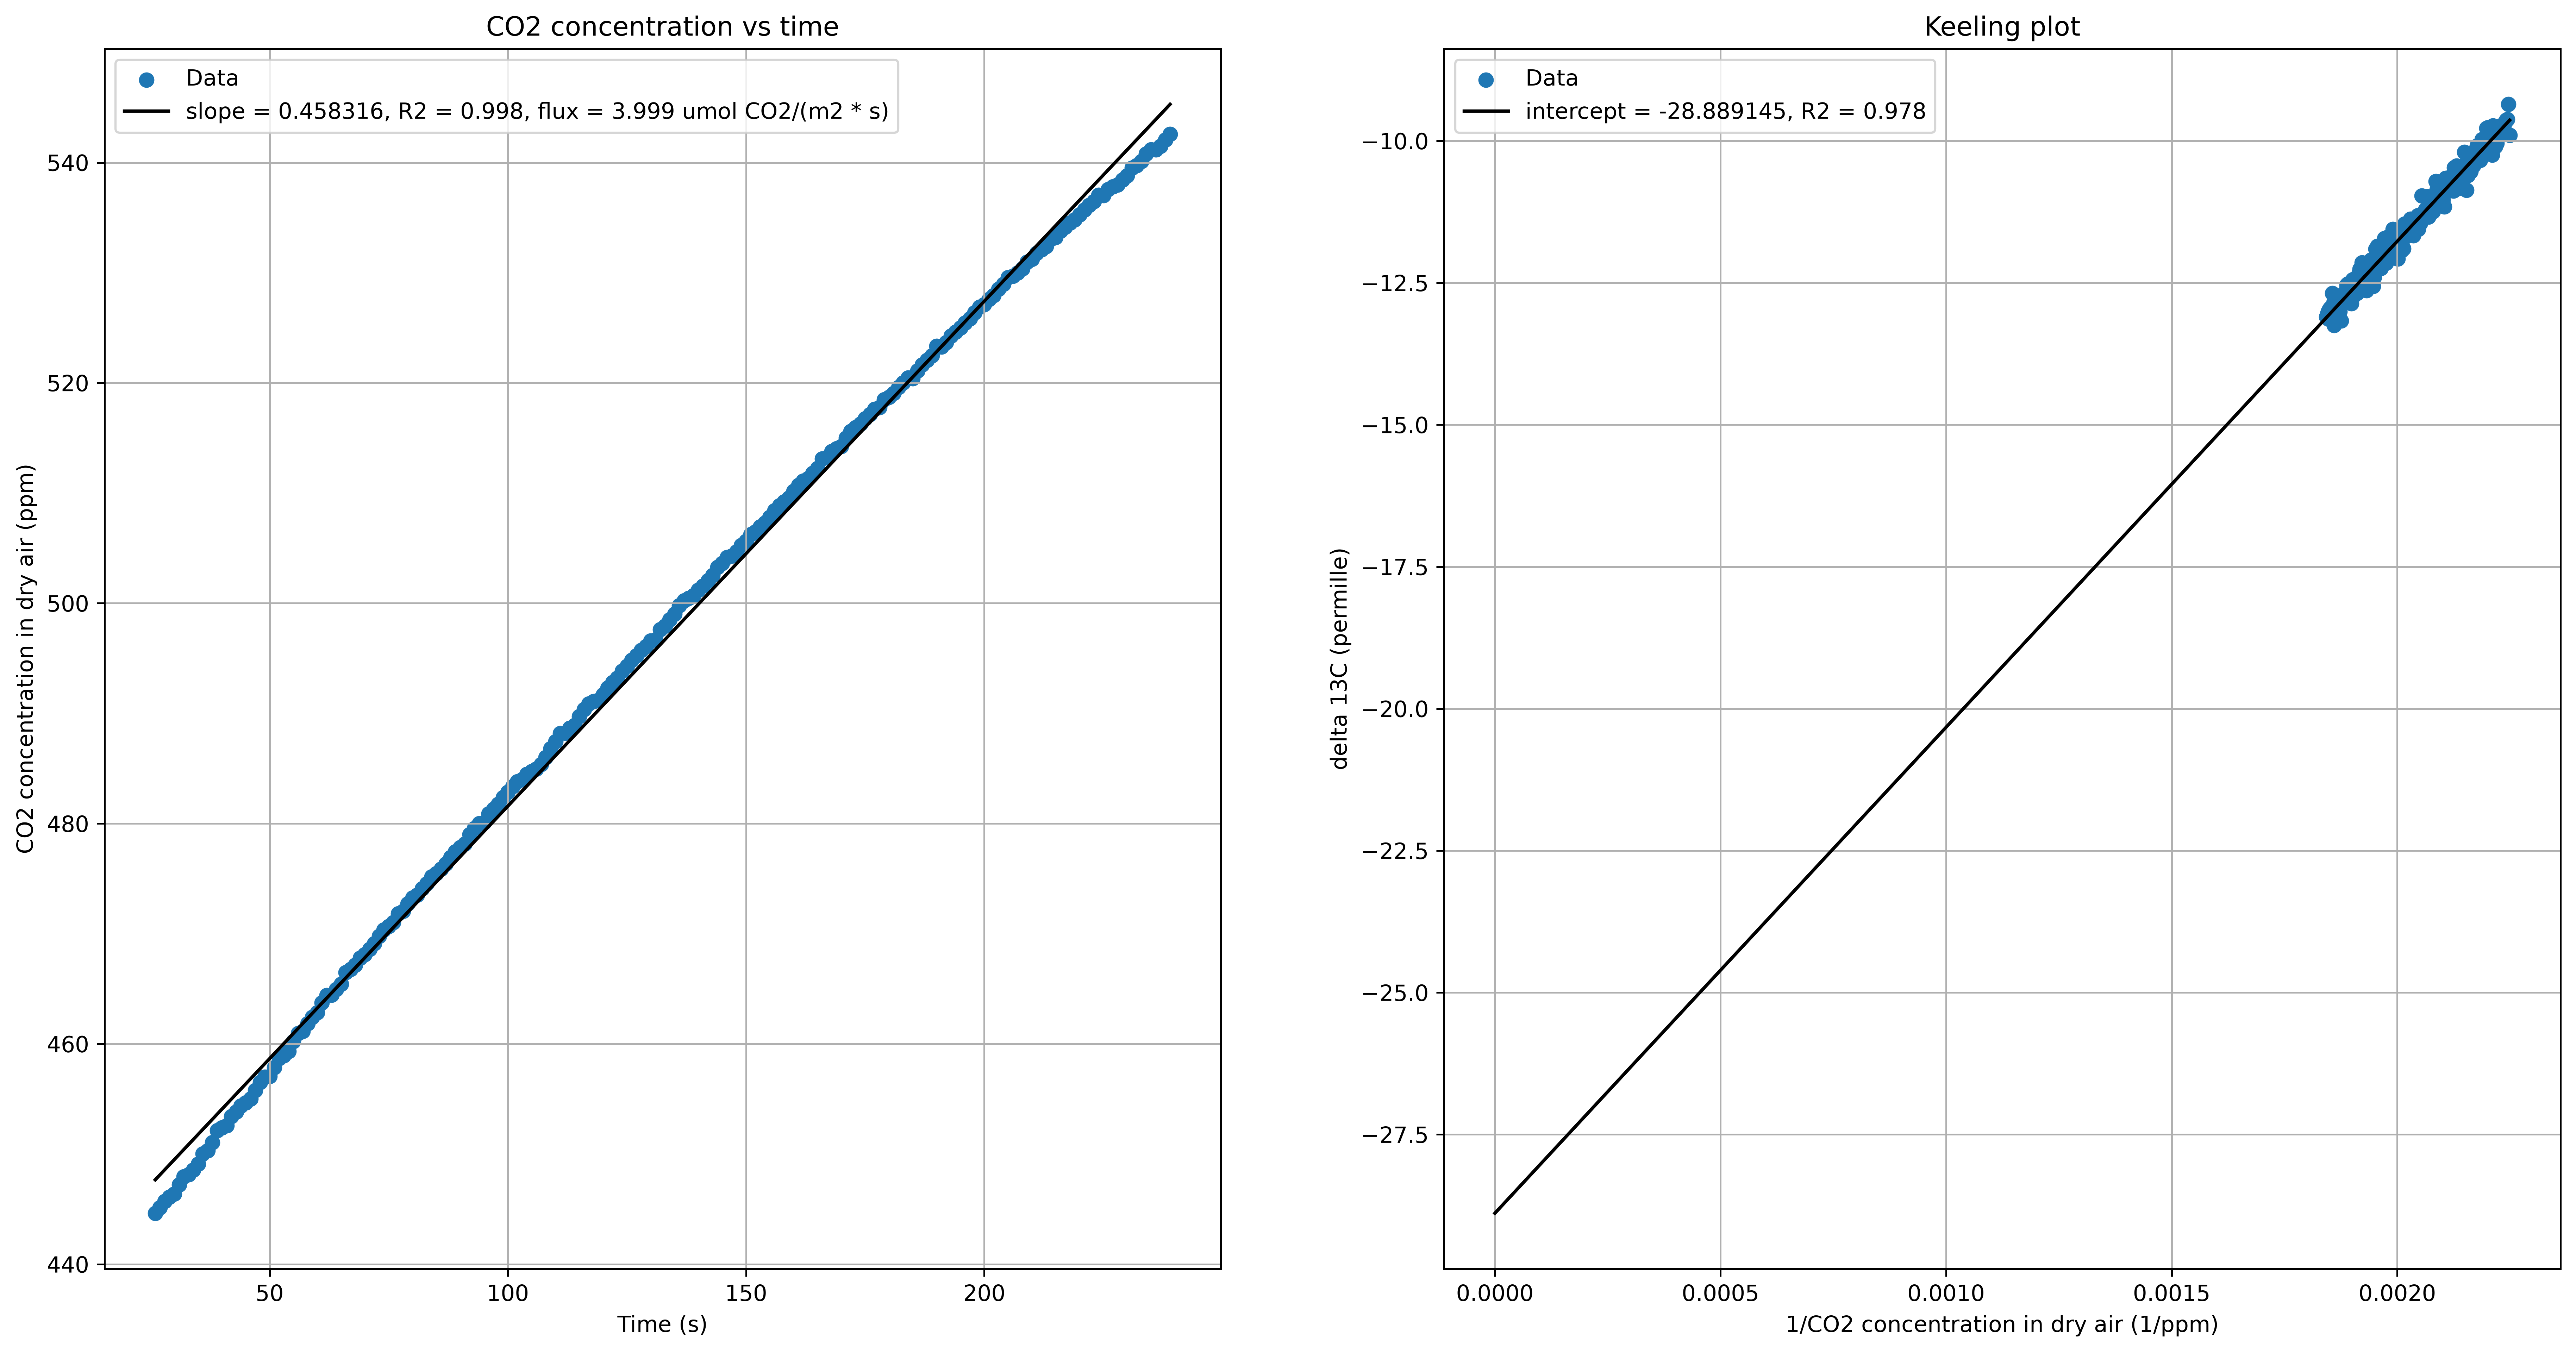 CO2 concentration vs time
Data
slope = 0.458316, R2 = 0.998, flux = 3.999 umol CO2/(m2 * s)
CO2 concentration in dry air (ppm)
540
520
500
480
460
440
50 100 150 200
Time (s)
Keeling plot
Data
intercept = -28.889145, R2 = 0.978
delta 13C (permille)
−10.0
−12.5
−15.0
−17.5
−20.0
−22.5
−25.0
−27.5
0.0000 0.0005 0.0010 0.0015 0.0020
1/CO2 concentration in dry air (1/ppm)